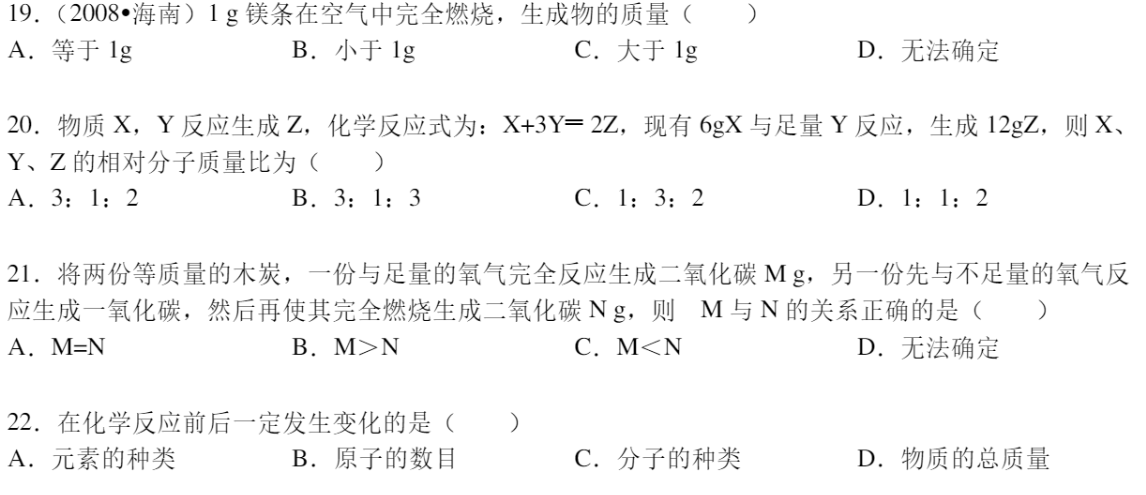 19．（2008•海南）1 g 镁条在空气中完全燃烧，生成物的质量（　　）
A．等于 1g　B．小于 1g　C．大于 1g　D．无法确定
20．物质 X，Y 反应生成 Z，化学反应式为：X+3Y═ 2Z，现有 6gX 与足量 Y 反应，生成 12gZ，则 X、
Y、Z 的相对分子质量比为（　　）
A．3：1：2　B．3：1：3　C．1：3：2　D．1：1：2
21．将两份等质量的木炭，一份与足量的氧气完全反应生成二氧化碳 M g，另一份先与不足量的氧气反
应生成一氧化碳，然后再使其完全燃烧生成二氧化碳 N g，则　M 与 N 的关系正确的是（　　）
A．M=N　B．M＞N　C．M＜N　D．无法确定
22．在化学反应前后一定发生变化的是（　　）
A．元素的种类　B．原子的数目　C．分子的种类　D．物质的总质量